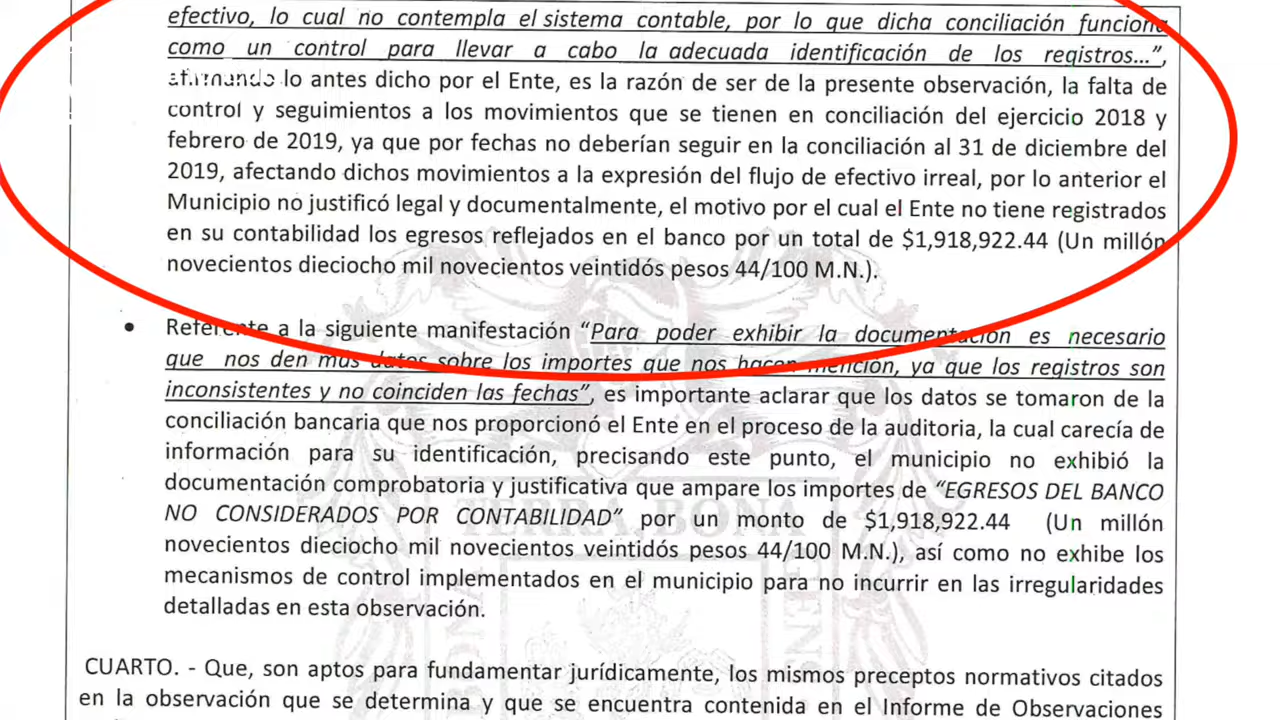 efectivo, lo cual no contempla el sistema contable, por lo que dicha conciliación funciona
como un control para llevar a cabo la adecuada identificación de los registros...",
afirmando lo antes dicho por el Ente, es la razón de ser de la presente observación, la falta de
control y seguimientos a los movimientos que se tienen en conciliación del ejercicio 2018 y
febrero de 2019, ya que por fechas no deberían seguir en la conciliación al 31 de diciembre del
2019, afectando dichos movimientos a la expresión del flujo de efectivo irreal, por lo anterior el
Municipio no justificó legal y documentalmente, el motivo por el cual el Ente no tiene registrados
en su contabilidad los egresos reflejados en el banco por un total de $1,918,922.44 (Un millón
novecientos dieciocho mil novecientos veintidós pesos 44/100 M.N.).
• Referente a la siguiente manifestación "Para poder exhibir la documentación es necesario
que nos den mas datos sobre los importes que nos hacen mención, ya que los registros son
inconsistentes y no coinciden las fechas", es importante aclarar que los datos se tomaron de la
conciliación bancaria que nos proporcionó el Ente en el proceso de la auditoria, la cual carecía de
información para su identificación, precisando este punto, el municipio no exhibió la
documentación comprobatoria y justificativa que ampare los importes de "EGRESOS DEL BANCO
NO CONSIDERADOS POR CONTABILIDAD" por un monto de $1,918,922.44 (Un millón
novecientos dieciocho mil novecientos veintidós pesos 44/100 M.N.), así como no exhibe los
mecanismos de control implementados en el municipio para no incurrir en las irregularidades
detalladas en esta observación.
TERRA BONA
CUARTO. - Que, son aptos para fundamentar jurídicamente, los mismos preceptos normativos citados
en la observación que se determina y que se encuentra contenida en el Informe de Observaciones